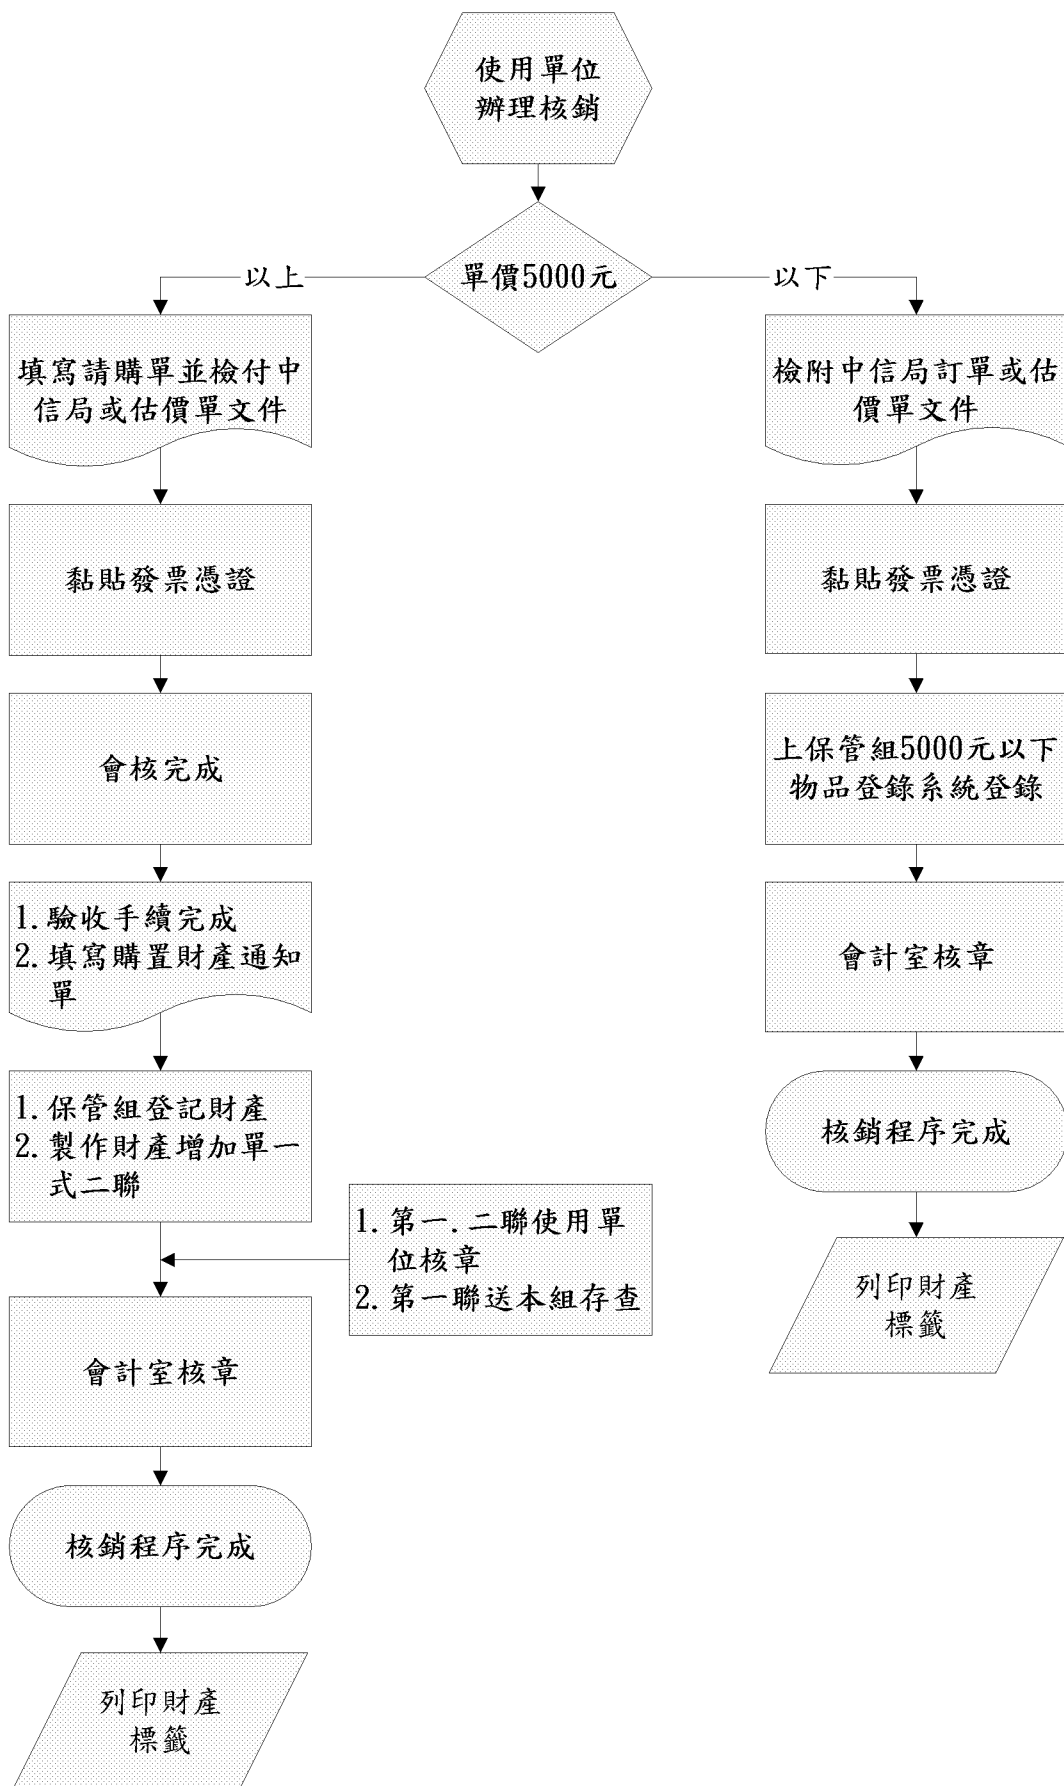 使用單位
辦理核銷
單價5000元
以上
以下
填寫請購單並檢付中
信局或估價單文件
黏貼發票憑證
會核完成
1. 驗收手續完成
2. 填寫購置財產通知
單
1. 保管組登記財產
2. 製作財產增加單一
式二聯
1. 第一. 二聯使用單
位核章
2. 第一聯送本組存查
會計室核章
核銷程序完成
列印財產
標籤
檢附中信局訂單或估
價單文件
黏貼發票憑證
上保管組5000元以下
物品登錄系統登錄
會計室核章
核銷程序完成
列印財產
標籤